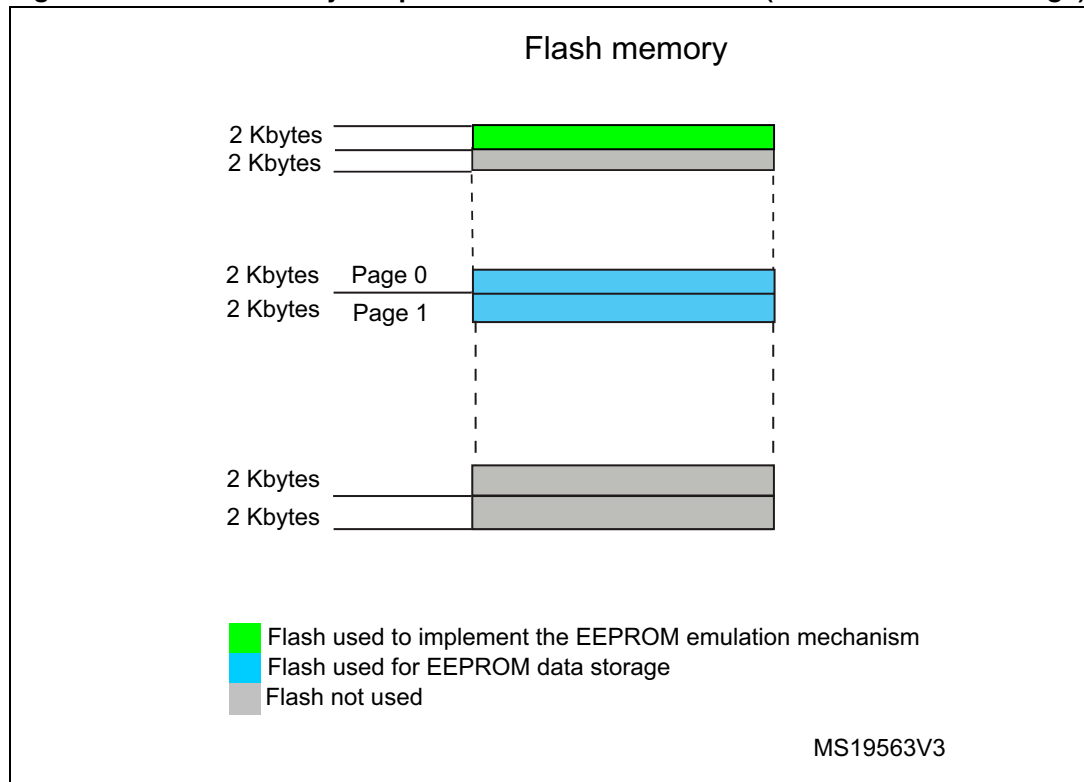 Flash memory
2 Kbytes
2 Kbytes
2 Kbytes Page 0
2 Kbytes Page 1
2 Kbytes
2 Kbytes
Flash used to implement the EEPROM emulation mechanism
Flash used for EEPROM data storage
Flash not used
MS19563V3